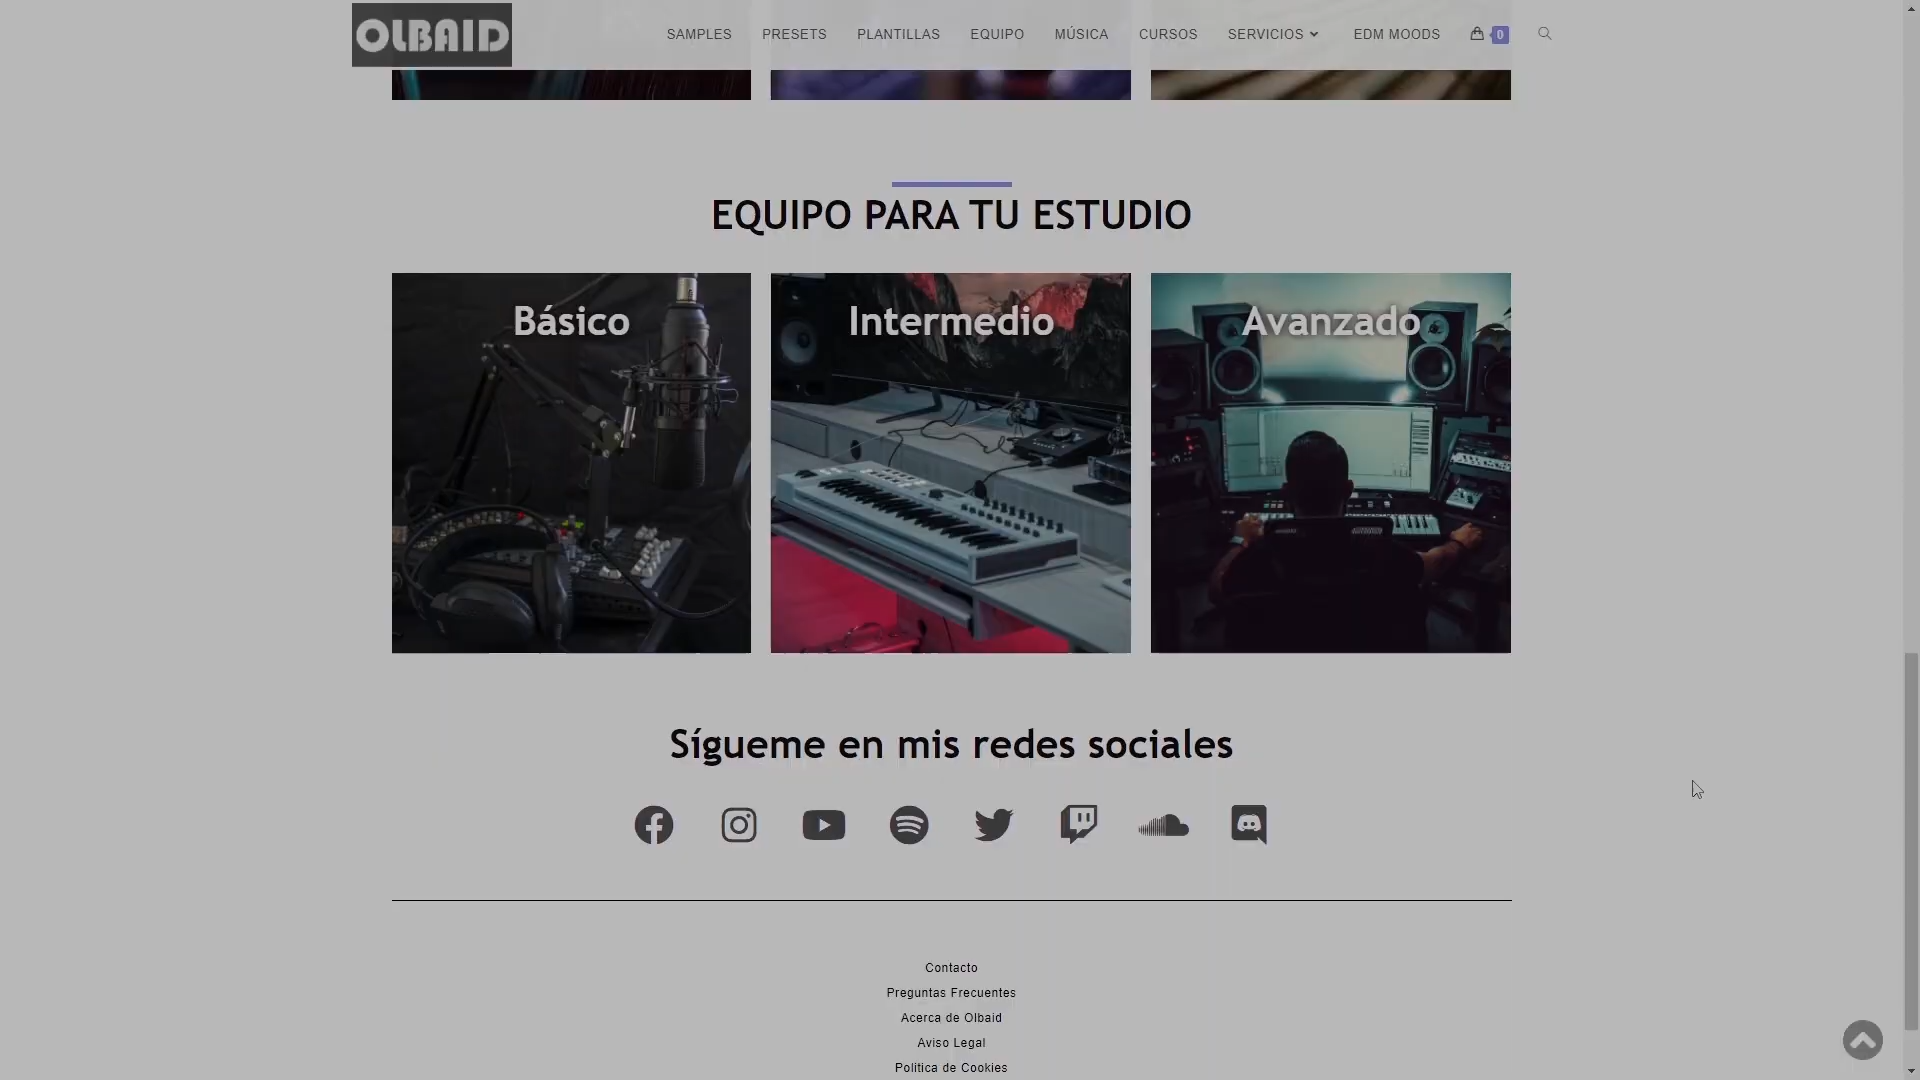 OLBAID
SAMPLES PRESETS PLANTILLAS EQUIPO MÚSICA CURSOS SERVICIOS EDM MOODS 0
EQUIPO PARA TU ESTUDIO
Básico Intermedio Avanzado
Sígueme en mis redes sociales
Contacto
Preguntas Frecuentes
Acerca de Olbaid
Aviso Legal
Politica de Cookies